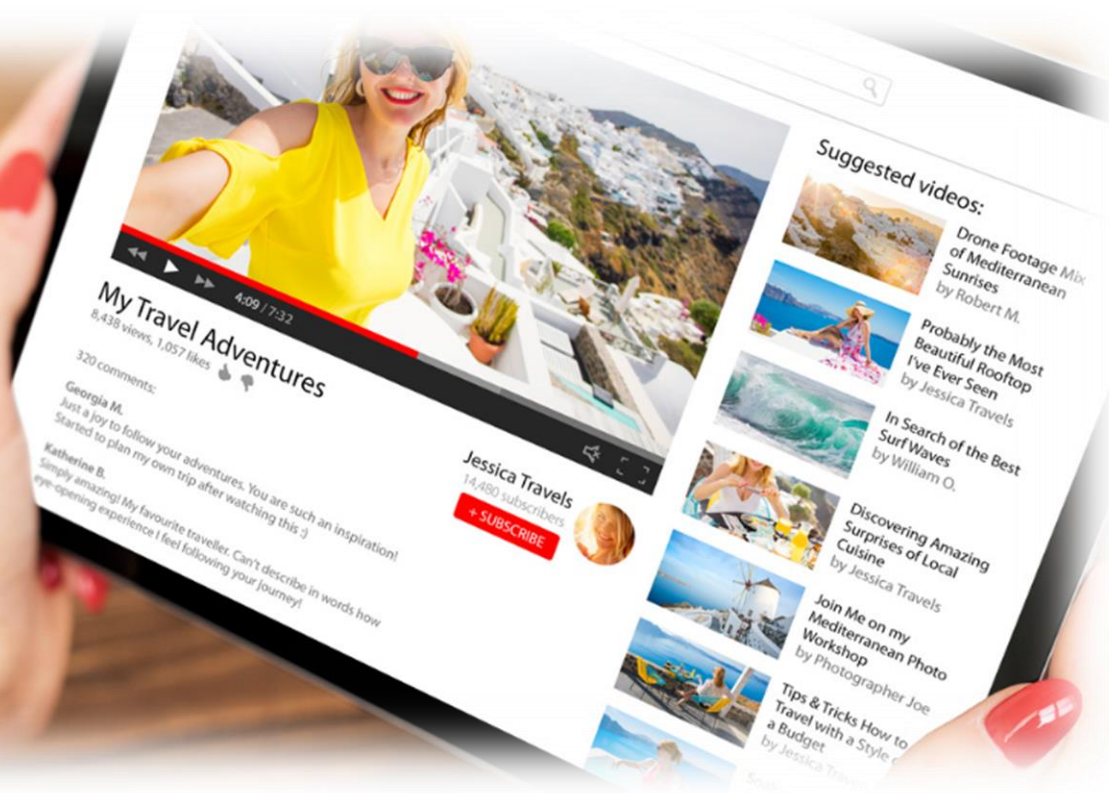 4:09 / 7:32
My Travel Adventures
8,438 views, 1,057 likes
320 comments:
Georgia M.
Just a joy to follow your adventures. You are such an inspiration!
Started to plan my own trip after watching this :)
Katherine B.
Simply amazing! My favourite traveller. Can't describe in words how
eye-opening experience I feel following your journey!
Jessica Travels
14,480 subscribers
+ SUBSCRIBE
Suggested videos:
Drone Footage Mix
of Mediterranean
Sunrises
by Robert M.
Probably the Most
Beautiful Rooftop
I've Ever Seen
by Jessica Travels
In Search of the Best
Surf Waves
by William O.
Discovering Amazing
Surprises of Local
Cuisine
by Jessica Travels
Join Me on my
Mediterranean Photo
Workshop
by Photographer Joe
Tips & Tricks How to
Travel with a Style
a Budget
by Jessica